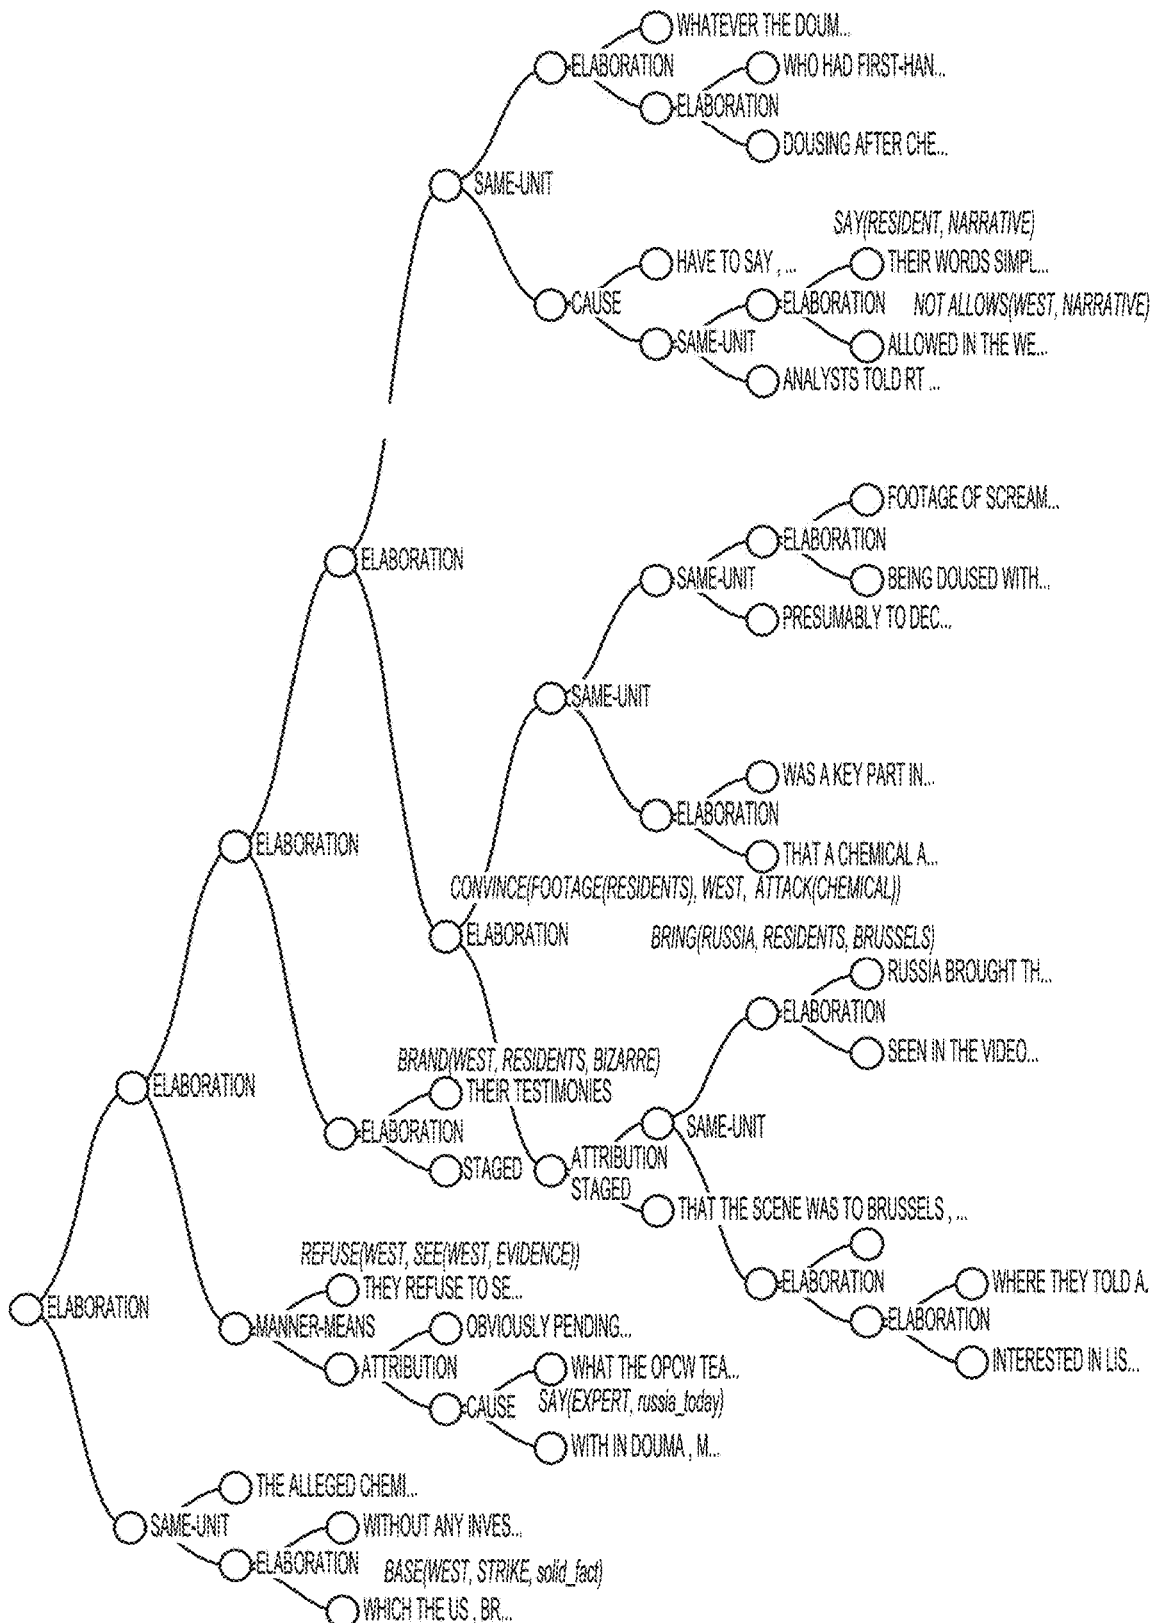 WHATEVER THE DOUM...
ELABORATION
WHO HAD FIRST-HAN...
ELABORATION
DOUSING AFTER CHE...
SAME-UNIT
SAY(RESIDENT, NARRATIVE)
HAVE TO SAY , ...
THEIR WORDS SIMPL...
CAUSE
ELABORATION
NOT ALLOWS(WEST, NARRATIVE)
SAME-UNIT
ALLOWED IN THE WE...
ANALYSTS TOLD RT ...
FOOTAGE OF SCREAM...
ELABORATION
ELABORATION
SAME-UNIT
BEING DOUSED WITH...
PRESUMABLY TO DEC...
SAME-UNIT
WAS A KEY PART IN...
ELABORATION
ELABORATION
THAT A CHEMICAL A...
CONVINCE(FOOTAGE(RESIDENTS), WEST, ATTACK(CHEMICAL))
ELABORATION
BRING(RUSSIA, RESIDENTS, BRUSSELS)
RUSSIA BROUGHT TH...
ELABORATION
SEEN IN THE VIDEO...
BRAND(WEST, RESIDENTS, BIZARRE)
ELABORATION
THEIR TESTIMONIES
ELABORATION
SAME-UNIT
STAGED
ATTRIBUTION
STAGED
THAT THE SCENE WAS TO BRUSSELS , ...
REFUSE(WEST, SEE(WEST, EVIDENCE))
THEY REFUSE TO SE...
ELABORATION
WHERE THEY TOLD A.
ELABORATION
MANNER-MEANS
OBVIOUSLY PENDING...
ELABORATION
INTERESTED IN LIS...
ATTRIBUTION
WHAT THE OPCW TEA...
CAUSE
SAY(EXPERT, russia_today)
WITH IN DOUMA , M...
THE ALLEGED CHEMI...
SAME-UNIT
WITHOUT ANY INVES...
ELABORATION
BASE(WEST, STRIKE, solid_fact)
WHICH THE US , BR...